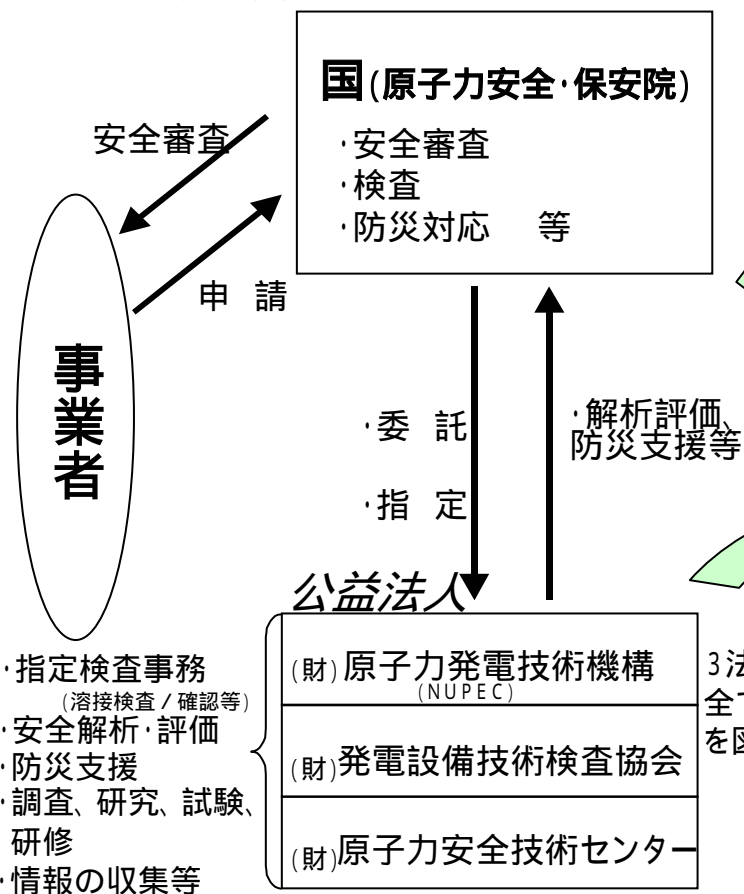 国(原子力安全・保安院)
・安全審査
・検査
・防災対応 等
安全審査
申 請
事業者
・委 託
・指 定
・解析評価、
防災支援等
公益法人
・指定検査事務
(溶接検査/確認等)
・安全解析・評価
・防災支援
・調査、研究、試験、
研修
・情報の収集等
(財)原子力発電技術機構
(NUPEC)
(財)発電設備技術検査協会
(財)原子力安全技術センター
3法
全て
を図